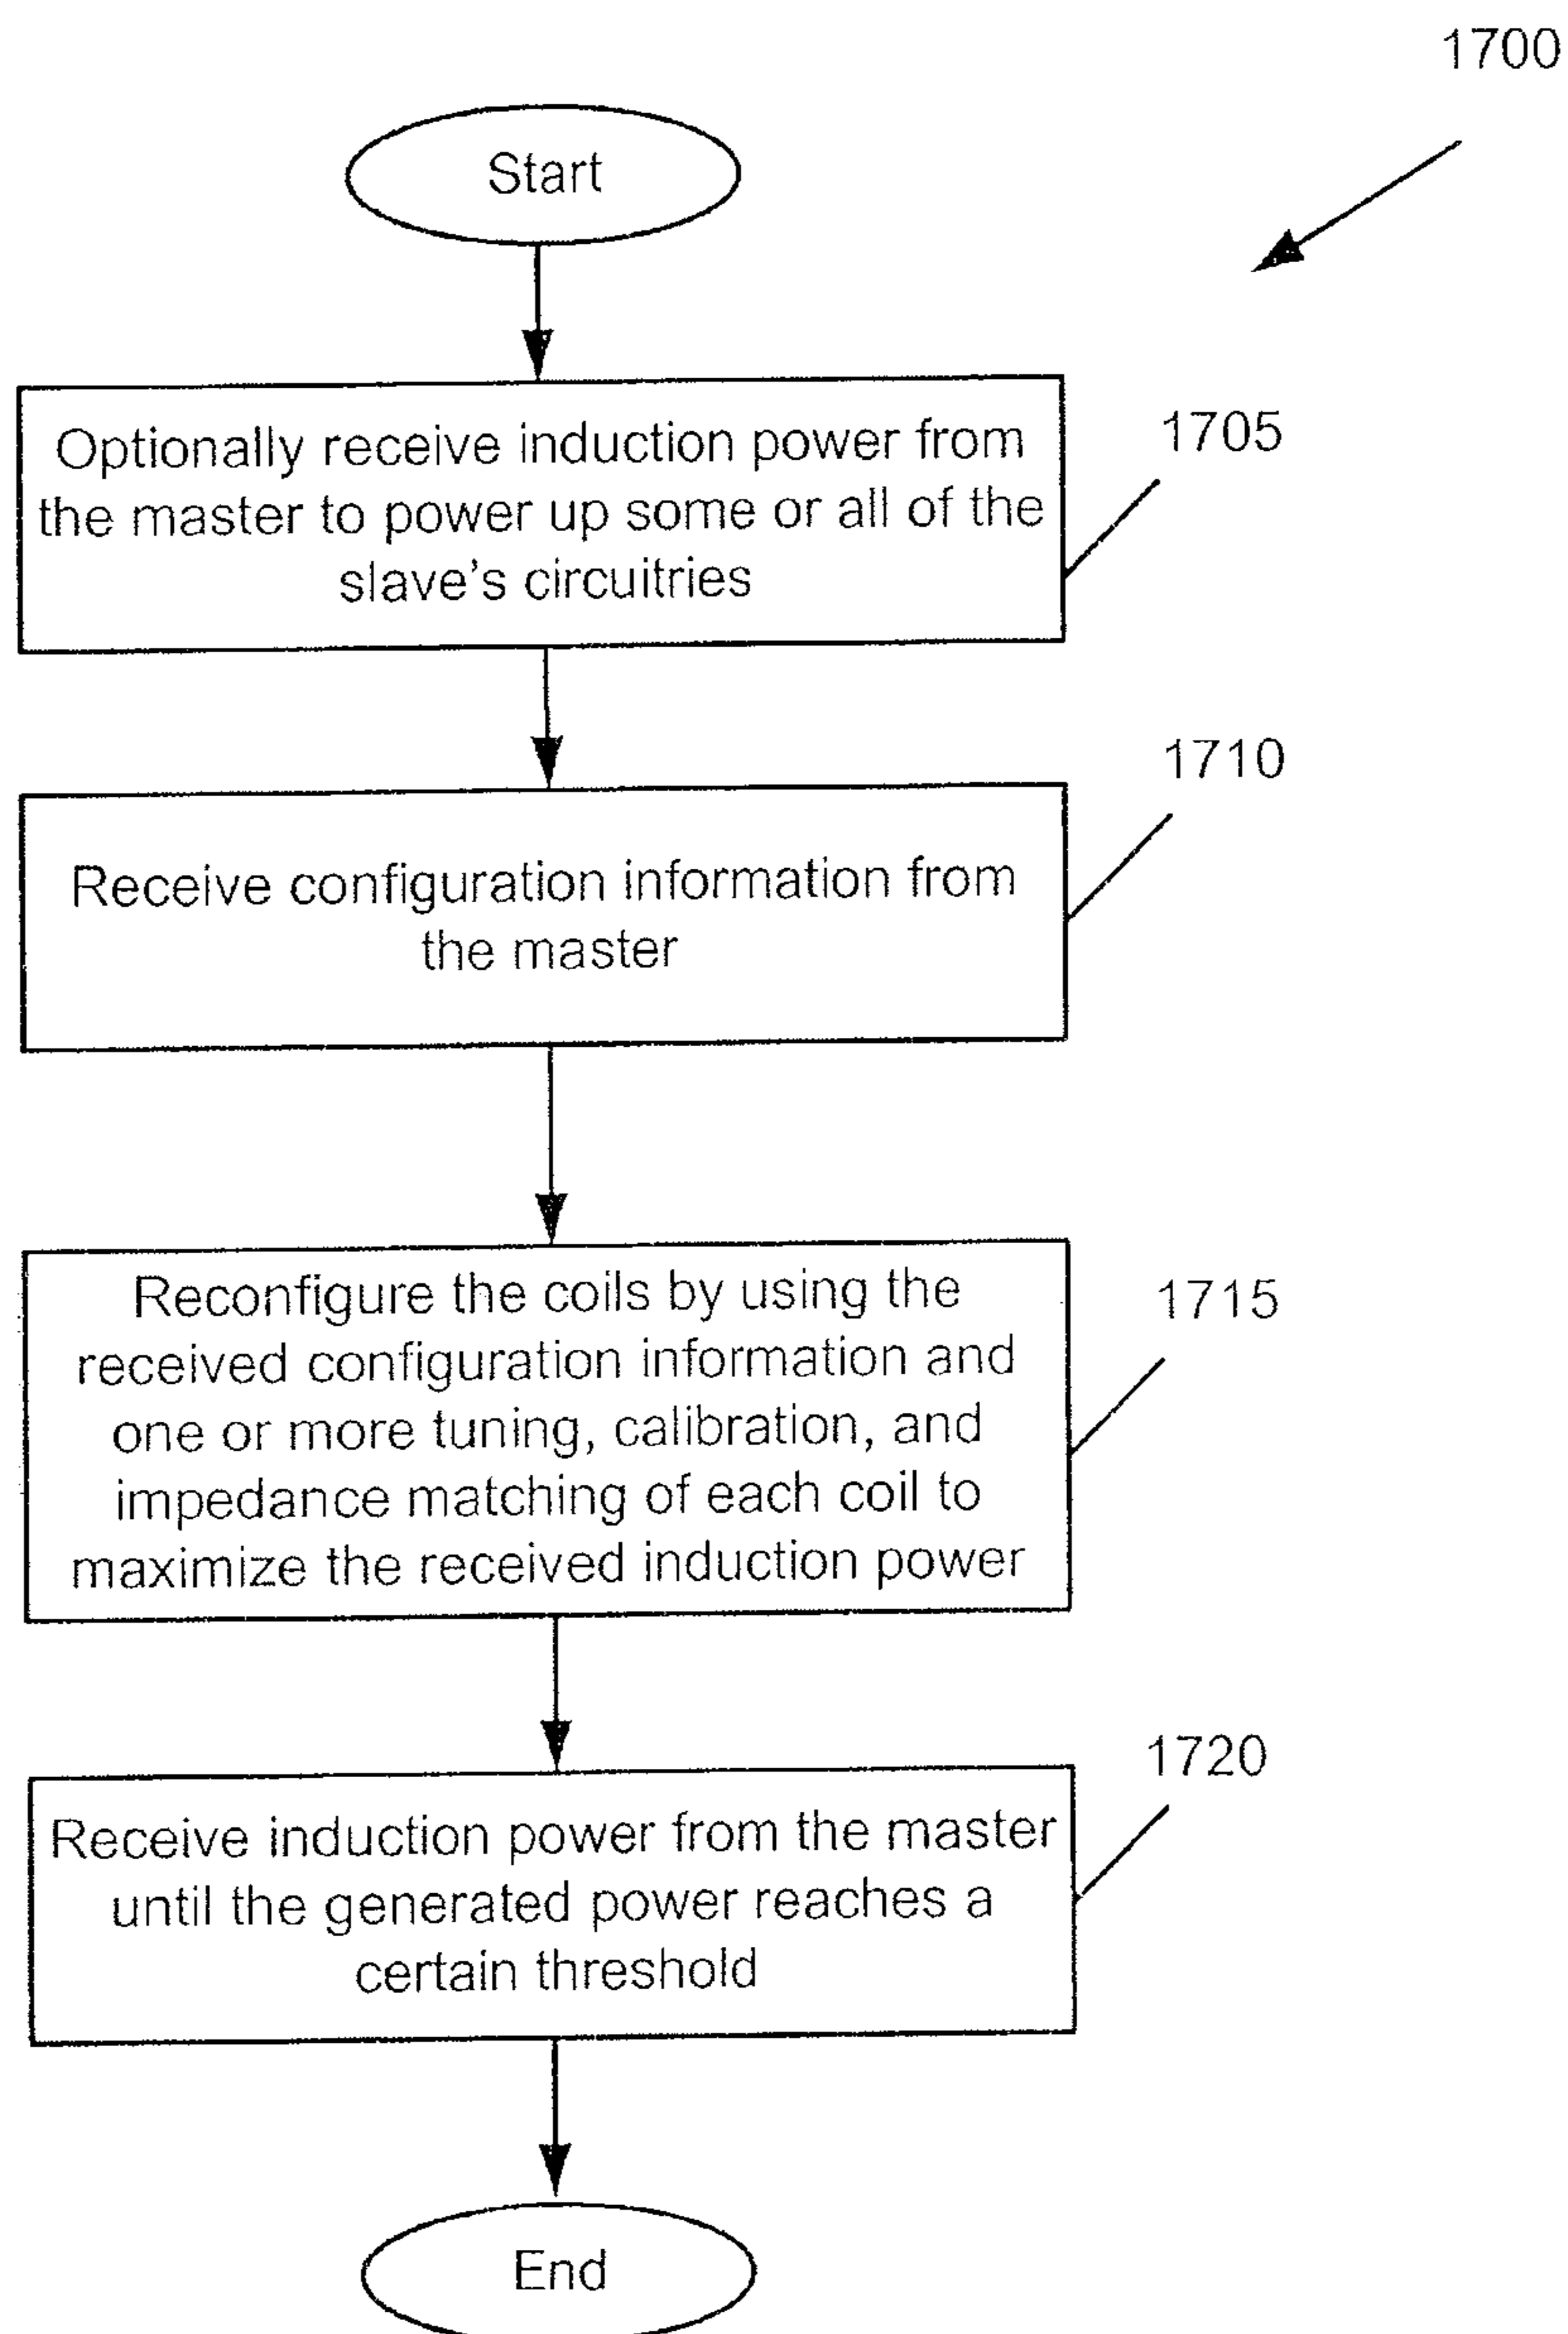 1700
Start
Optionally receive induction power from
the master to power up some or all of the
slave's circuitries
1705
Receive configuration information from
the master
1710
Reconfigure the coils by using the
received configuration information and
one or more tuning, calibration, and
impedance matching of each coil to
maximize the received induction power
1715
Receive induction power from the master
until the generated power reaches a
certain threshold
1720
End